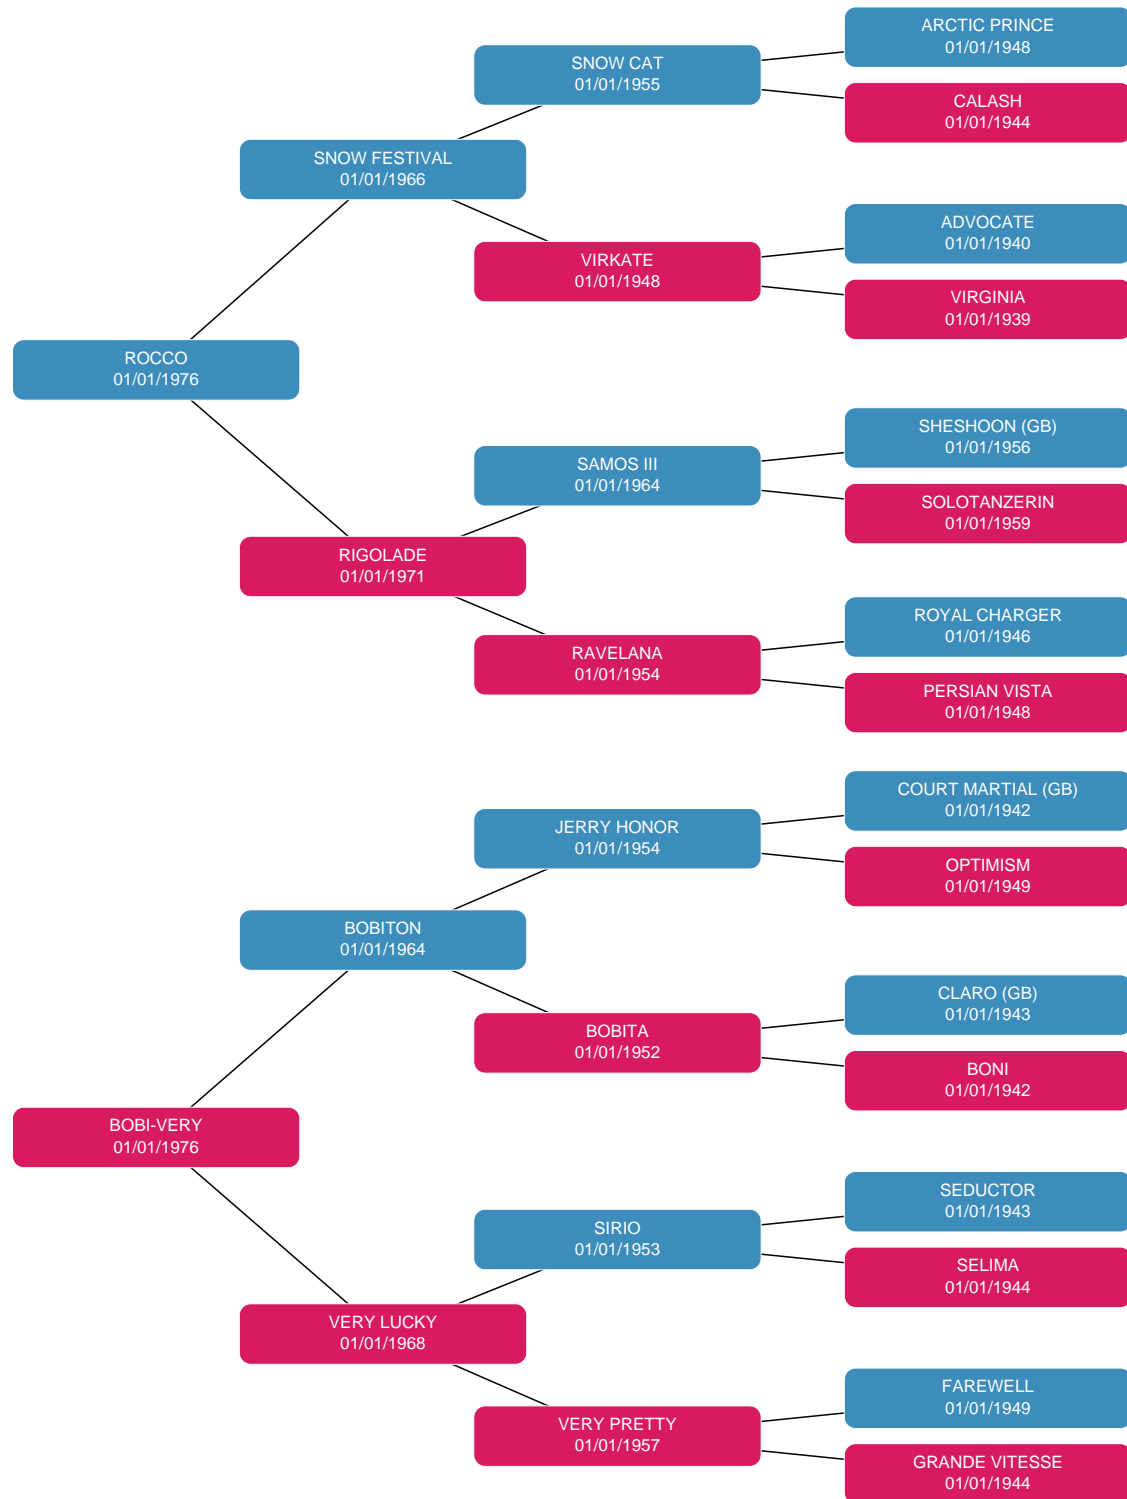 ARCTIC PRINCE
01/01/1948
SNOW CAT
01/01/1955
CALASH
01/01/1944
SNOW FESTIVAL
01/01/1966
ADVOCATE
01/01/1940
VIRKATE
01/01/1948
VIRGINIA
01/01/1939
ROCCO
01/01/1976
SHESHOON (GB)
01/01/1956
SAMOS III
01/01/1964
SOLOTANZERIN
01/01/1959
RIGOLADE
01/01/1971
ROYAL CHARGER
01/01/1946
RAVELANA
01/01/1954
PERSIAN VISTA
01/01/1948
COURT MARTIAL (GB)
01/01/1942
JERRY HONOR
01/01/1954
OPTIMISM
01/01/1949
BOBITON
01/01/1964
CLARO (GB)
01/01/1943
BOBITA
01/01/1952
BONI
01/01/1942
BOBI-VERY
01/01/1976
SEDUCTOR
01/01/1943
SIRIO
01/01/1953
SELIMA
01/01/1944
VERY LUCKY
01/01/1968
FAREWELL
01/01/1949
VERY PRETTY
01/01/1957
GRANDE VITESSE
01/01/1944